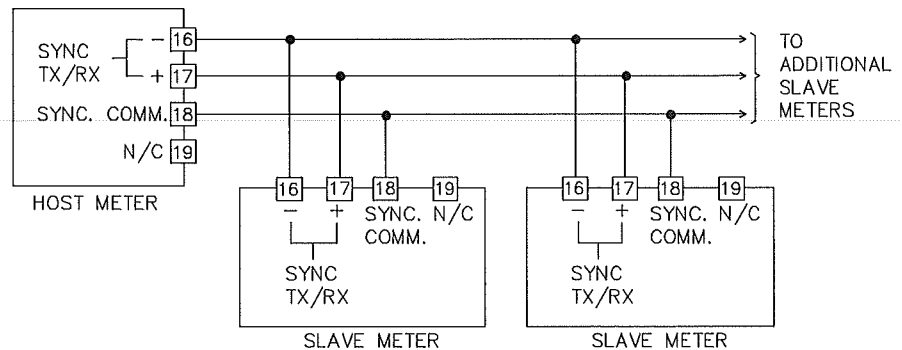 SYNC
TX/RX
−
+
SYNC. COMM.
N/C
16
17
18
19
HOST METER
TO
ADDITIONAL
SLAVE
METERS
16
17
18
19
−
+
SYNC.
COMM.
N/C
SYNC
TX/RX
SLAVE METER
16
17
18
19
−
+
SYNC.
COMM.
N/C
SYNC
TX/RX
SLAVE METER